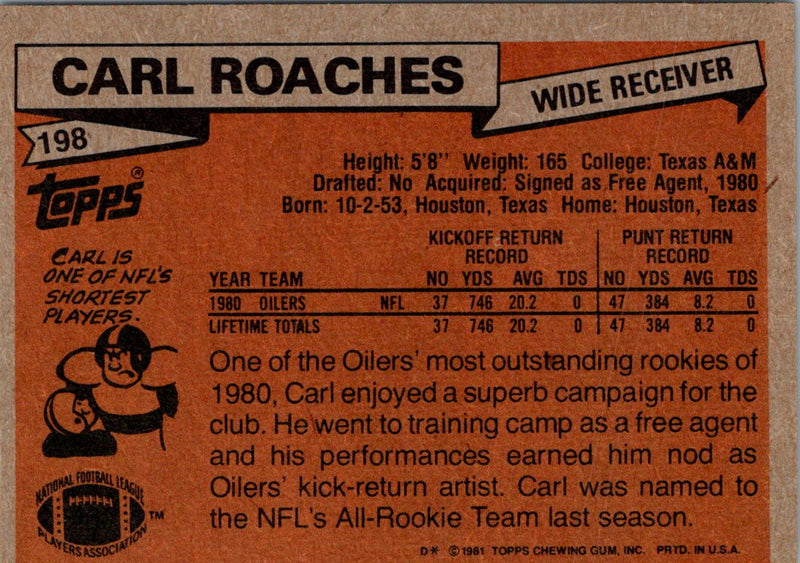 CARL ROACHES
WIDE RECEIVER
198
topps®
Height: 5'8" Weight: 165 College: Texas A&M
Drafted: No Acquired: Signed as Free Agent, 1980
Born: 10-2-53, Houston, Texas Home: Houston, Texas
CARL IS
ONE OF NFL'S
SHORTEST
PLAYERS.
KICKOFF RETURN PUNT RETURN
RECORD RECORD
YEAR TEAM NO YDS AVG TDS NO YDS AVG TDS
1980 OILERS NFL 37 746 20.2 0 47 384 8.2 0
LIFETIME TOTALS 37 746 20.2 0 47 384 8.2 0
One of the Oilers' most outstanding rookies of
1980, Carl enjoyed a superb campaign for the
club. He went to training camp as a free agent
and his performances earned him nod as
Oilers' kick-return artist. Carl was named to
the NFL's All-Rookie Team last season.
NATIONAL FOOTBALL LEAGUE
PLAYERS ASSOCIATION
TM
D* ©1981 TOPPS CHEWING GUM, INC. PRTD. IN U.S.A.